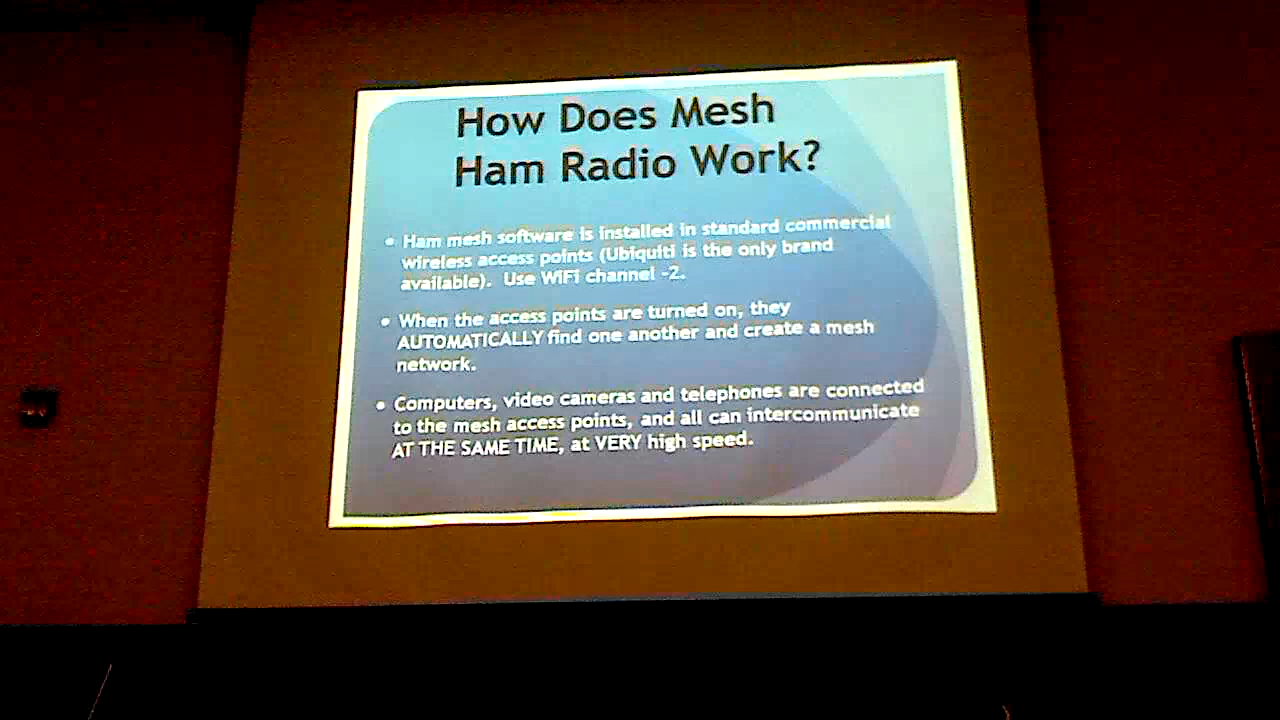 How Does Mesh
Ham Radio Work?
• Ham mesh software is installed in standard commercial
wireless access points (Ubiquiti is the only brand
available). Use WiFi channel -2.
• When the access points are turned on, they
AUTOMATICALLY find one another and create a mesh
network.
• Computers, video cameras and telephones are connected
to the mesh access points, and all can intercommunicate
AT THE SAME TIME, at VERY high speed.